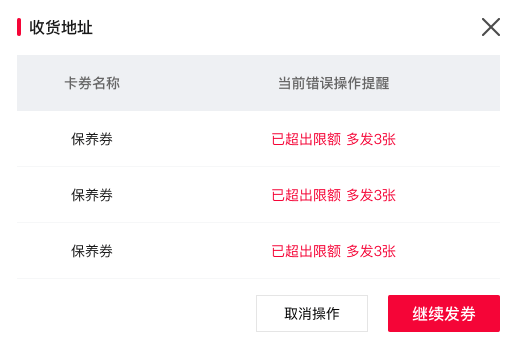 收货地址
卡券名称 当前错误操作提醒
保养券 已超出限额 多发3张
保养券 已超出限额 多发3张
保养券 已超出限额 多发3张
取消操作 继续发券